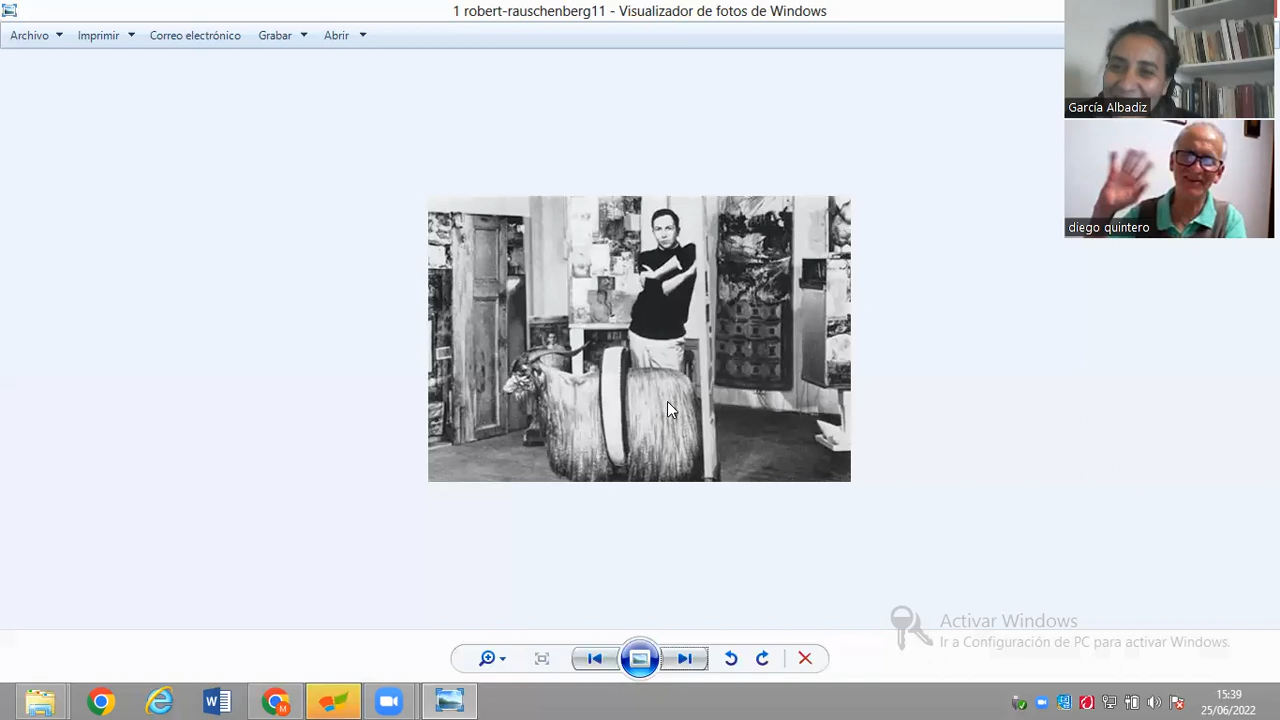 1 robert-rauschenberg11 - Visualizador de fotos de Windows
Archivo Imprimir Correo electrónico Grabar Abrir
García Albadiz
diego quintero
Activar Windows
Ir a Configuración de PC para activar Windows.
15:39
25/06/2022